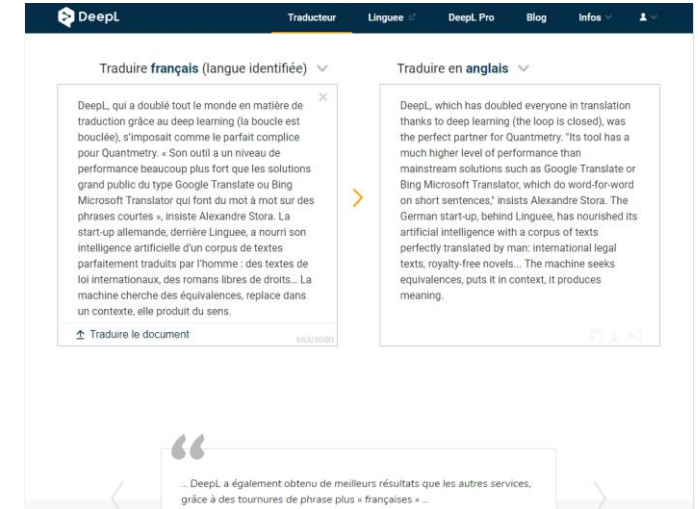 DeepL
Traducteur
Linguee
DeepL Pro
Blog
Infos
Traduire français (langue identifiée)
DeepL, qui a doublé tout le monde en matière de
traduction grâce au deep learning (la boucle est
bouclée), s'imposait comme le parfait complice
pour Quantmetry. « Son outil a un niveau de
performance beaucoup plus fort que les solutions
grand public du type Google Translate ou Bing
Microsoft Translator qui font du mot à mot sur des
phrases courtes », insiste Alexandre Stora. La
start-up allemande, derrière Linguee, a nourri son
intelligence artificielle d'un corpus de textes
parfaitement traduits par l'homme : des textes de
loi internationaux, des romans libres de droits... La
machine cherche des équivalences, replace dans
un contexte, elle produit du sens.
Traduire le document
663/5000
Traduire en anglais
DeepL, which has doubled everyone in translation
thanks to deep learning (the loop is closed), was
the perfect partner for Quantmetry. "Its tool has a
much higher level of performance than
mainstream solutions such as Google Translate or
Bing Microsoft Translator, which do word-for-word
on short sentences," insists Alexandre Stora. The
German start-up, behind Linguee, has nourished its
artificial intelligence with a corpus of texts
perfectly translated by man: international legal
texts, royalty-free novels... The machine seeks
equivalences, puts it in context, it produces
meaning.
... DeepL a également obtenu de meilleurs résultats que les autres services,
grâce à des tournures de phrase plus « françaises » ...